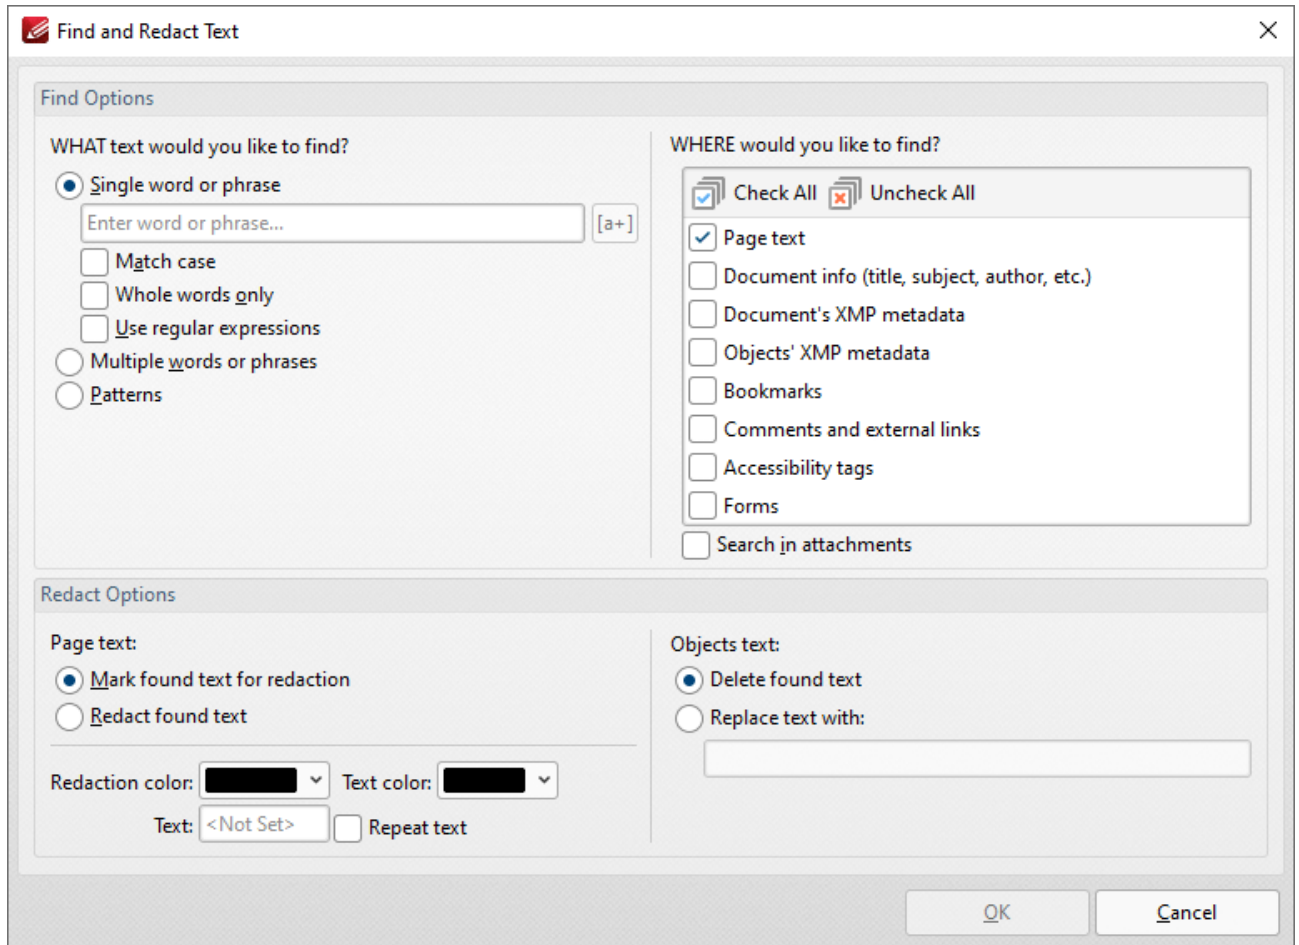 Find and Redact Text
Find Options
WHAT text would you like to find?
Single word or phrase
Enter word or phrase...
[a+]
Match case
Whole words only
Use regular expressions
Multiple words or phrases
Patterns
WHERE would you like to find?
Check All Uncheck All
Page text
Document info (title, subject, author, etc.)
Document's XMP metadata
Objects' XMP metadata
Bookmarks
Comments and external links
Accessibility tags
Forms
Search in attachments
Redact Options
Page text:
Mark found text for redaction
Redact found text
Redaction color: Text color:
Text: <Not Set> Repeat text
Objects text:
Delete found text
Replace text with:
OK Cancel